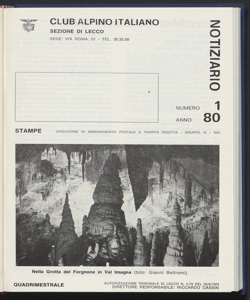 CLUB ALPINO ITALIANO
SEZIONE DI LECCO
SEDE: VIA ROMA, 51 - TEL.
NOTIZIARIO
NUMERO 1
ANNO 80
STAMPE
SPEDIZIONE IN ABBONAMENTO POSTALE A TARIFFA RIDOTTA - GRUPPO IV - 70%
Nella Grotta del Forgnone in Val Imagna (foto: Gianni Beltrami)
QUADRIMESTRALE
AUTORIZZAZIONE TRIBUNALE DI LECCO N.
DIRETTORE RESPONSABILE: RICCARDO CASSIN